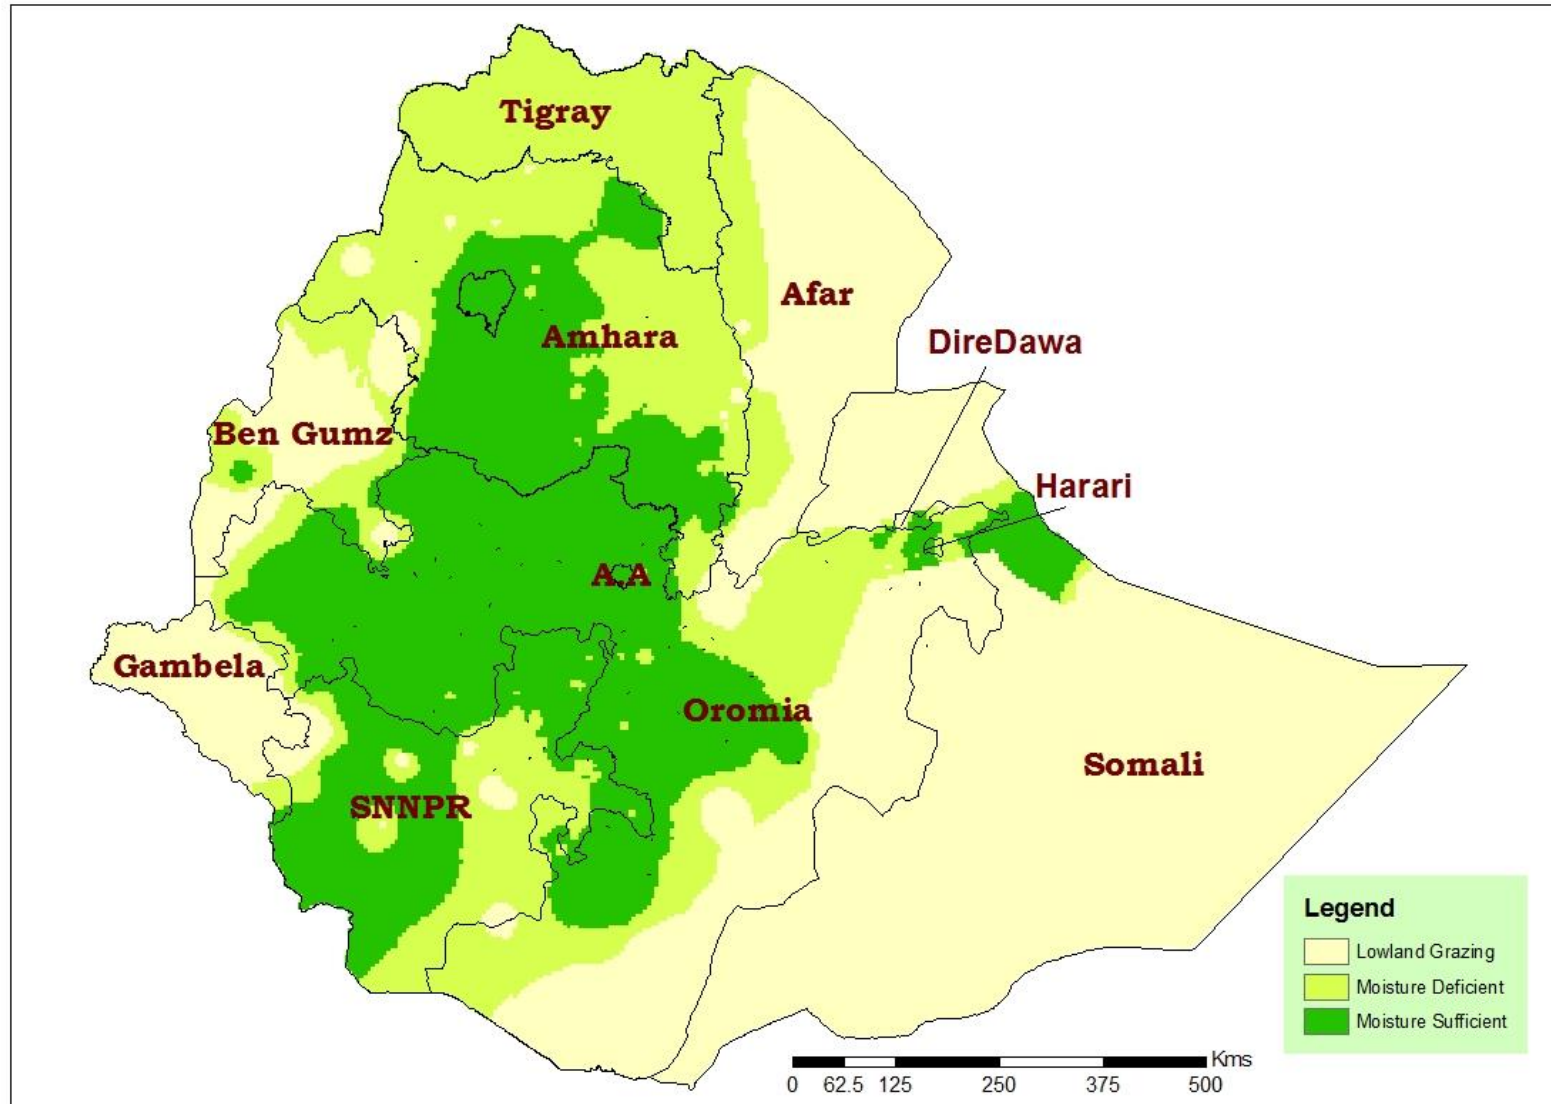 Tigray
Afar
Amhara
DireDawa
Ben Gumz
Harari
A.A
Gambela
Oromia
Somali
SNNPR
Legend
Lowland Grazing
Moisture Deficient
Moisture Sufficient
Kms
0 62.5 125 250 375 500